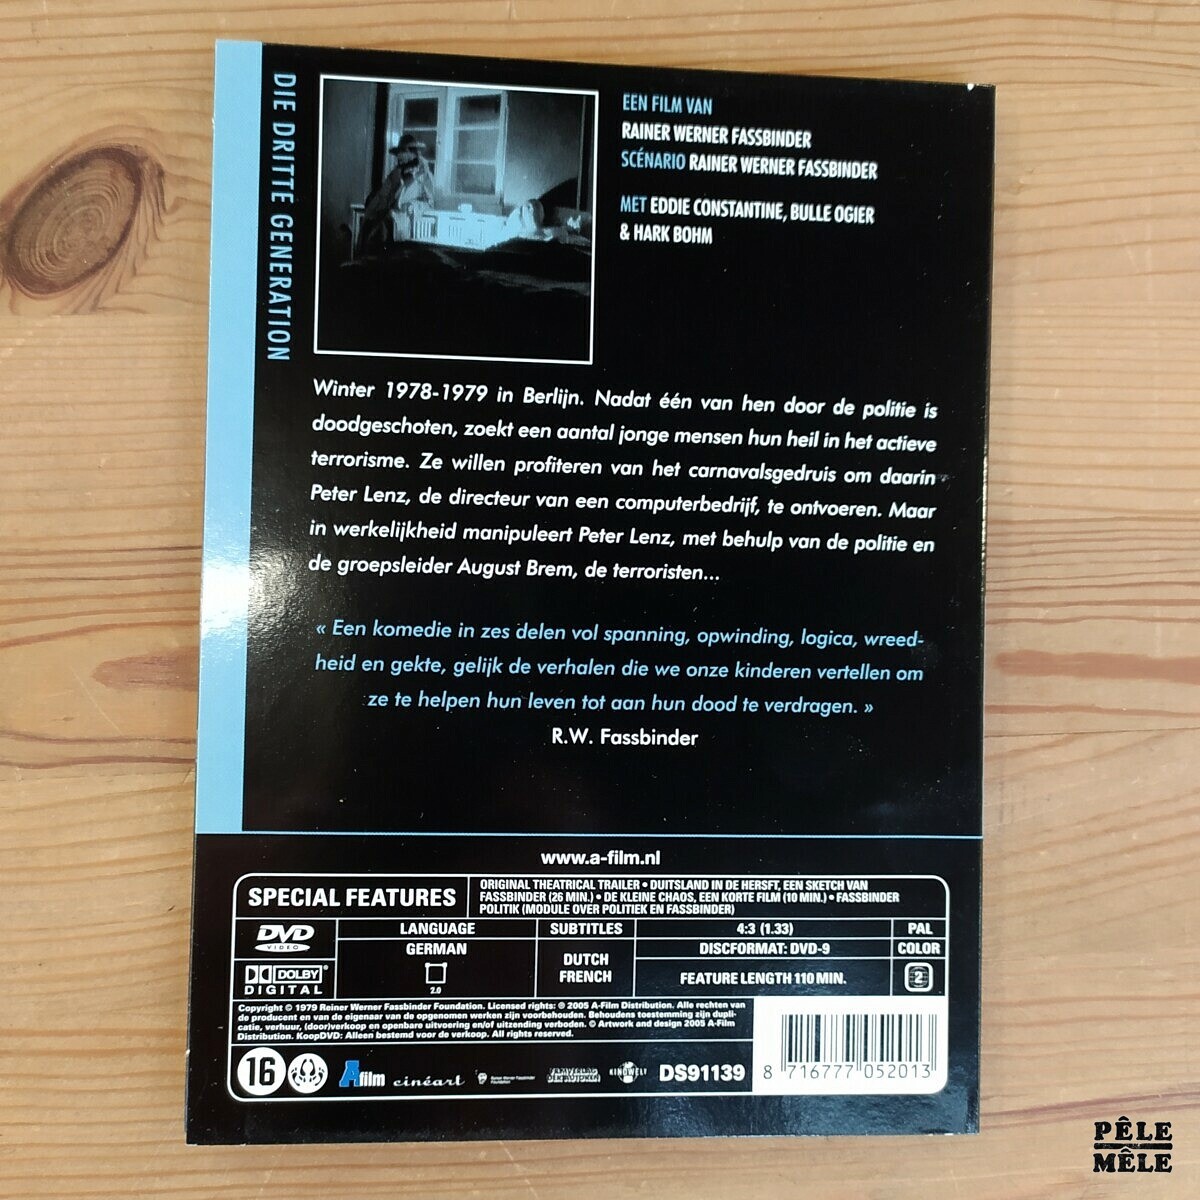 DIE DRITTE GENERATION
EEN FILM VAN
RAINER WERNER FASSBINDER
SCÉNARIO RAINER WERNER FASSBINDER
MET EDDIE CONSTANTINE, BULLE OGIER
& HARK BOHM
Winter 1978-1979 in Berlijn. Nadat één van hen door de politie is
doodgeschoten, zoekt een aantal jonge mensen hun heil in het actieve
terrorisme. Ze willen profiteren van het carnavalsgedruis om daarin
Peter Lenz, de directeur van een computerbedrijf, te ontvoeren. Maar
in werkelijkheid manipuleert Peter Lenz, met behulp van de politie en
de groepsleider August Brem, de terroristen...
« Een komedie in zes delen vol spanning, opwinding, logica, wreed-
heid en gekte, gelijk de verhalen die we onze kinderen vertellen om
ze te helpen hun leven tot aan hun dood te verdragen. »
R.W. Fassbinder
www.a-film.nl
SPECIAL FEATURES
ORIGINAL THEATRICAL TRAILER • DUITSLAND IN DE HERSFT, EEN SKETCH VAN
FASSBINDER (26 MIN.) • DE KLEINE CHAOS, EEN KORTE FILM (10 MIN.) • FASSBINDER
POLITIK (MODULE OVER POLITIEK EN FASSBINDER)
DVD
VIDEO
DOLBY
DIGITAL
LANGUAGE
GERMAN
2.0
SUBTITLES
DUTCH
FRENCH
4:3 (1.33)
DISCFORMAT: DVD-9
FEATURE LENGTH 110 MIN.
PAL
COLOR
2
Copyright © 1979 Rainer Werner Fassbinder Foundation. Licensed rights: ℗ 2005 A-Film Distribution. Alle rechten van
de producent en van de eigenaar van de opgenomen werken zijn voorbehouden. Behoudens toestemming zijn dupli-
catie, verhuur, (door)verkoop en openbare uitvoering en/of uitzending verboden. © Artwork and design 2005 A-Film
Distribution. KoopDVD: Alleen bestemd voor de verkoop. All rights reserved.
16
A film
cinéart
Rainer Werner Fassbinder
Foundation
FILMVERLAG
DER AUTOREN
KINOWELT
DS91139
8 716777 052013
PÊLE
MÊLE